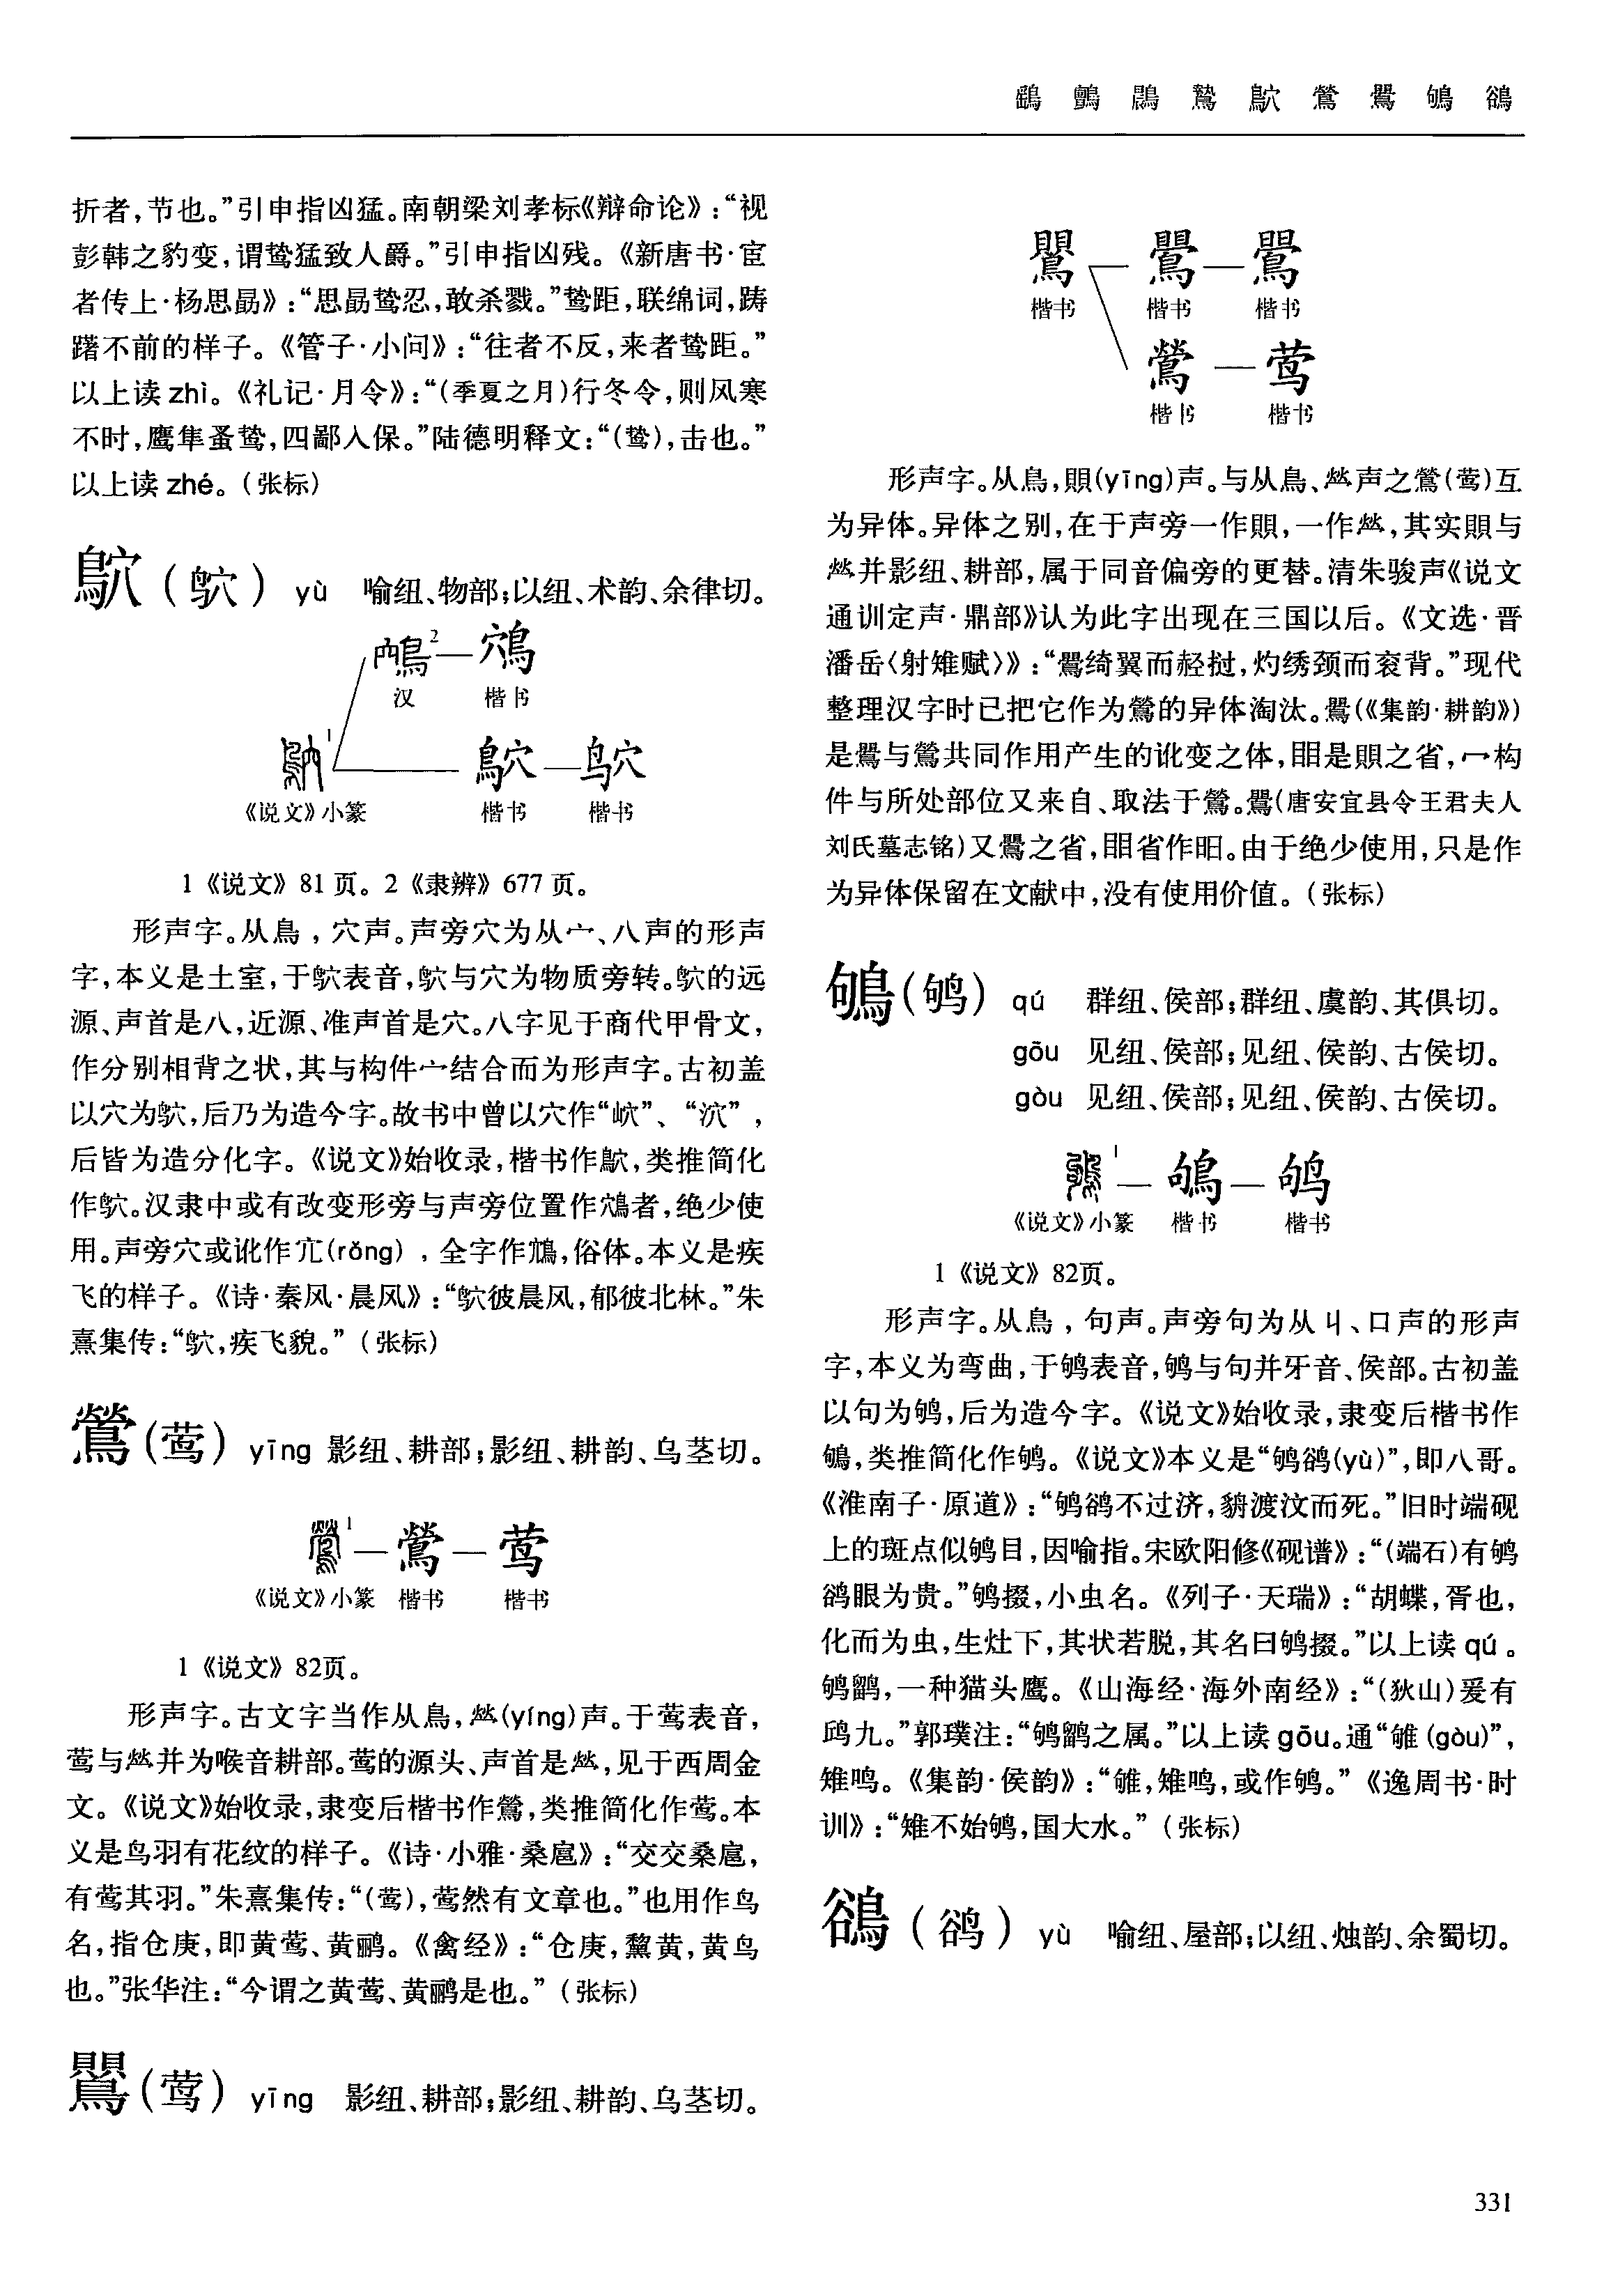 鷊 鷫 鷴 鷙 鴥 鶯 鸎 鴝 鵒
折者，节也。”引申指凶猛。南朝梁刘孝标《辩命论》：“视
彭韩之豹变，谓鸷猛致人爵。”引申指凶残。《新唐书·宦
者传上·杨思勗》：“思勗鸷忍，敢杀戮。”鸷距，联绵词，踌
躇不前的样子。《管子·小问》：“往者不反，来者鸷距。”
以上读 zhì。《礼记·月令》：“（季夏之月）行冬令，则风寒
不时，鹰隼蚤鸷，四鄙入保。”陆德明释文：“（鸷），击也。”
以上读 zhé。（张标）
鴥（鴥） yù 喻纽、物部；以纽、术韵、余律切。
2
汉 楷书
1
鴥
《说文》小篆 楷书 楷书
1《说文》81 页。2《隶辨》677 页。
形声字。从鳥，穴声。声旁穴为从宀、八声的形声
字，本义是土室，于鴥表音，鴥与穴为物质旁转。鴥的远
源、声首是八，近源、准声首是穴。八字见于商代甲骨文，
作分别相背之状，其与构件宀结合而为形声字。古初盖
以穴为鴥，后乃为造今字。故书中曾以穴作“岤”、“泬”，
后皆为造分化字。《说文》始收录，楷书作鴥，类推简化
作鴥。汉隶中或有改变形旁与声旁位置作鴪者，绝少使
用。声旁穴或讹作宂(rǒng)，全字作，俗体。本义是疾
飞的样子。《诗·秦风·晨风》：“鴥彼晨风，郁彼北林。”朱
熹集传：“鴥，疾飞貌。”（张标）
鶯（莺） yīng 影纽、耕部；影纽、耕韵、乌茎切。
1
鶯 — 莺
《说文》小篆 楷书 楷书
1《说文》82页。
形声字。古文字当作从鳥，𤇾(yíng)声。于莺表音，
莺与𤇾并为喉音耕部。莺的源头、声首是𤇾，见于西周金
文。《说文》始收录，隶变后楷书作鶯，类推简化作莺。本
义是鸟羽有花纹的样子。《诗·小雅·桑扈》：“交交桑扈，
有莺其羽。”朱熹集传：“（莺），莺然有文章也。”也用作鸟
名，指仓庚，即黄莺、黄鹂。《禽经》：“仓庚，鵹黄，黄鸟
也。”张华注：“今谓之黄莺、黄鹂是也。”（张标）
鸎（莺） yīng 影纽、耕部；影纽、耕韵、乌茎切。
鸎
楷书 楷书 楷书
鶯 — 莺
楷书 楷书
形声字。从鳥，賏(yīng)声。与从鳥、𤇾声之鶯（莺）互
为异体。异体之别，在于声旁一作賏，一作𤇾，其实賏与
𤇾并影纽、耕部，属于同音偏旁的更替。清朱骏声《说文
通训定声·鼎部》认为此字出现在三国以后。《文选·晋
潘岳〈射雉赋〉》：“鸎绮翼而赪挝，灼绣颈而衮背。”现代
整理汉字时已把它作为鶯的异体淘汰。（《集韵·耕韵》）
是鸎与鶯共同作用产生的讹变之体，䀠是賏之省，冖构
件与所处部位又来自、取法于鶯。（唐安宜县令王君夫人
刘氏墓志铭）又鸎之省，省作昍。由于绝少使用，只是作
为异体保留在文献中，没有使用价值。（张标）
鴝（鸲） qú 群纽、侯部；群纽、虞韵、其俱切。
gōu 见纽、侯部；见纽、侯韵、古侯切。
gòu 见纽、侯部；见纽、侯韵、古侯切。
1
鴝 — 鸲
《说文》小篆 楷书 楷书
1《说文》82页。
形声字。从鳥，句声。声旁句为从丩、口声的形声
字，本义为弯曲，于鸲表音，鸲与句并牙音、侯部。古初盖
以句为鸲，后为造今字。《说文》始收录，隶变后楷书作
鴝，类推简化作鸲。《说文》本义是“鸲鹆(yù)”，即八哥。
《淮南子·原道》：“鸲鹆不过济，貈渡汶而死。”旧时端砚
上的斑点似鸲目，因喻指。宋欧阳修《砚谱》：“（端石）有鸲
鹆眼为贵。”鸲掇，小虫名。《列子·天瑞》：“胡蝶，胥也，
化而为虫，生灶下，其状若脱，其名曰鸲掇。”以上读 qú。
鸲鹠，一种猫头鹰。《山海经·海外南经》：“（狄山）爰有
鸱九。”郭璞注：“鸲鹠之属。”以上读 gōu。通“雊(gòu)”，
雉鸣。《集韵·侯韵》：“雊，雉鸣，或作鸲。”《逸周书·时
训》：“雉不始鸲，国大水。”（张标）
鵒（鹆） yù 喻纽、屋部；以纽、烛韵、余蜀切。
331